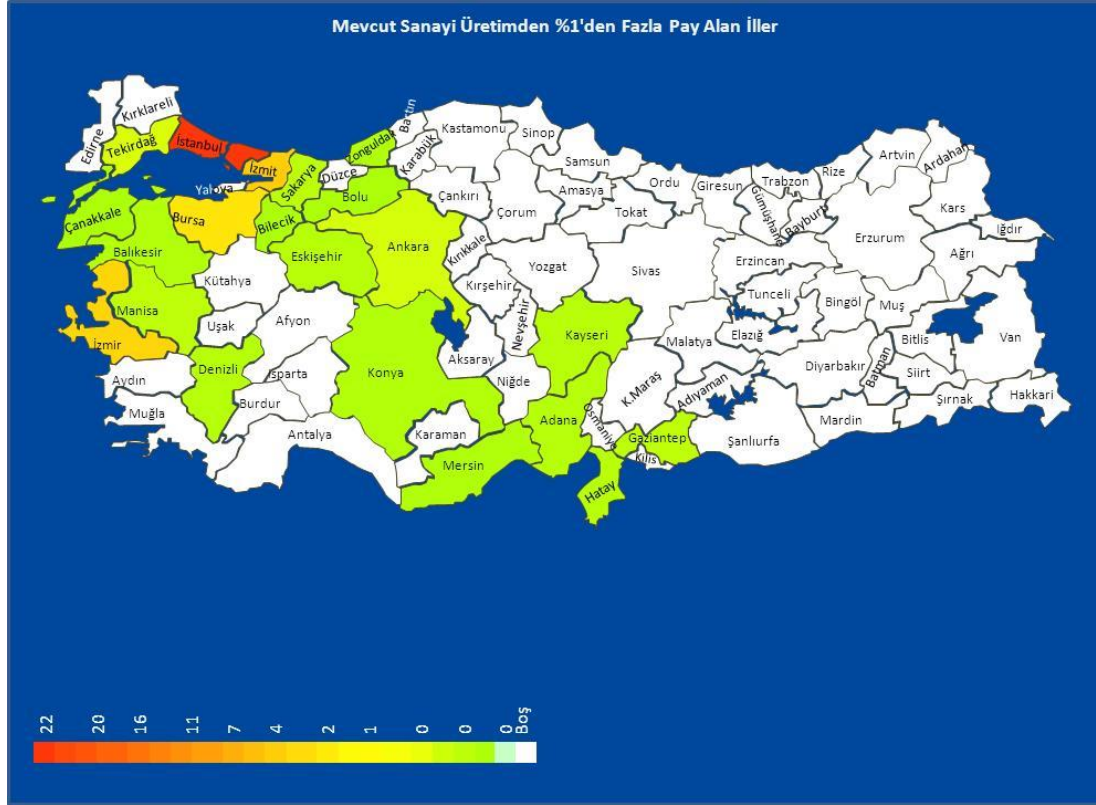 Mevcut Sanayi Üretimden %1'den Fazla Pay Alan İller
Kırklareli
Edirne
Tekirdağ
İstanbul
İzmit
Yalova
Sakarya
Düzce
Zonguldak
Bartın
Karabük
Kastamonu
Sinop
Samsun
Ordu
Giresun
Trabzon
Rize
Artvin
Ardahan
Kars
Iğdır
Ağrı
Erzurum
Bayburt
Gümüşhane
Erzincan
Tokat
Amasya
Çorum
Çankırı
Bolu
Bilecik
Bursa
Çanakkale
Balıkesir
Eskişehir
Ankara
Kırıkkale
Yozgat
Sivas
Tunceli
Bingöl
Muş
Bitlis
Van
Kütahya
Manisa
Uşak
Afyon
Kırşehir
Nevşehir
Kayseri
Malatya
Elazığ
Diyarbakır
Batman
Siirt
Şırnak
Hakkari
İzmir
Aydın
Denizli
Isparta
Konya
Aksaray
Niğde
K.Maraş
Adıyaman
Mardin
Şanlıurfa
Muğla
Burdur
Antalya
Karaman
Mersin
Adana
Osmaniye
Gaziantep
Kilis
Hatay
22
20
16
11
7
4
2
1
0
0
0
Boş